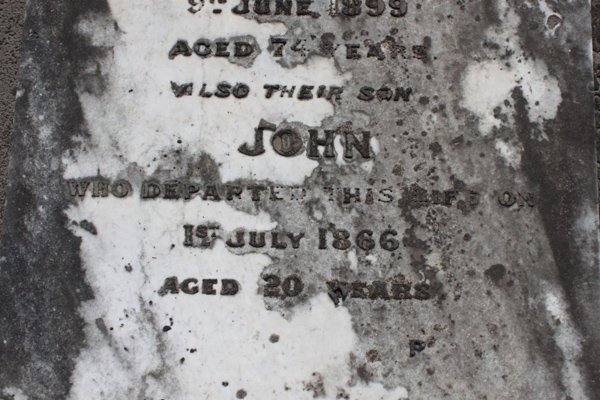 9TH JUNE, 1899
AGED 74 YEARS
ALSO THEIR SON
JOHN
WHO DEPARTED THIS LIFE ON
1ST JULY 1866
AGED 20 YEARS
P